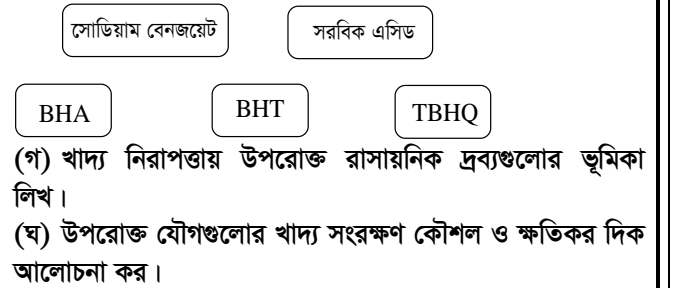 সোডিয়াম বেনজয়েট সরবিক এসিড
BHA BHT TBHQ
(গ) খাদ্য নিরাপত্তায় উপরোক্ত রাসায়নিক দ্রব্যগুলোর ভূমিকা
লিখ।
(ঘ) উপরোক্ত যৌগগুলোর খাদ্য সংরক্ষণ কৌশল ও ক্ষতিকর দিক
আলোচনা কর।